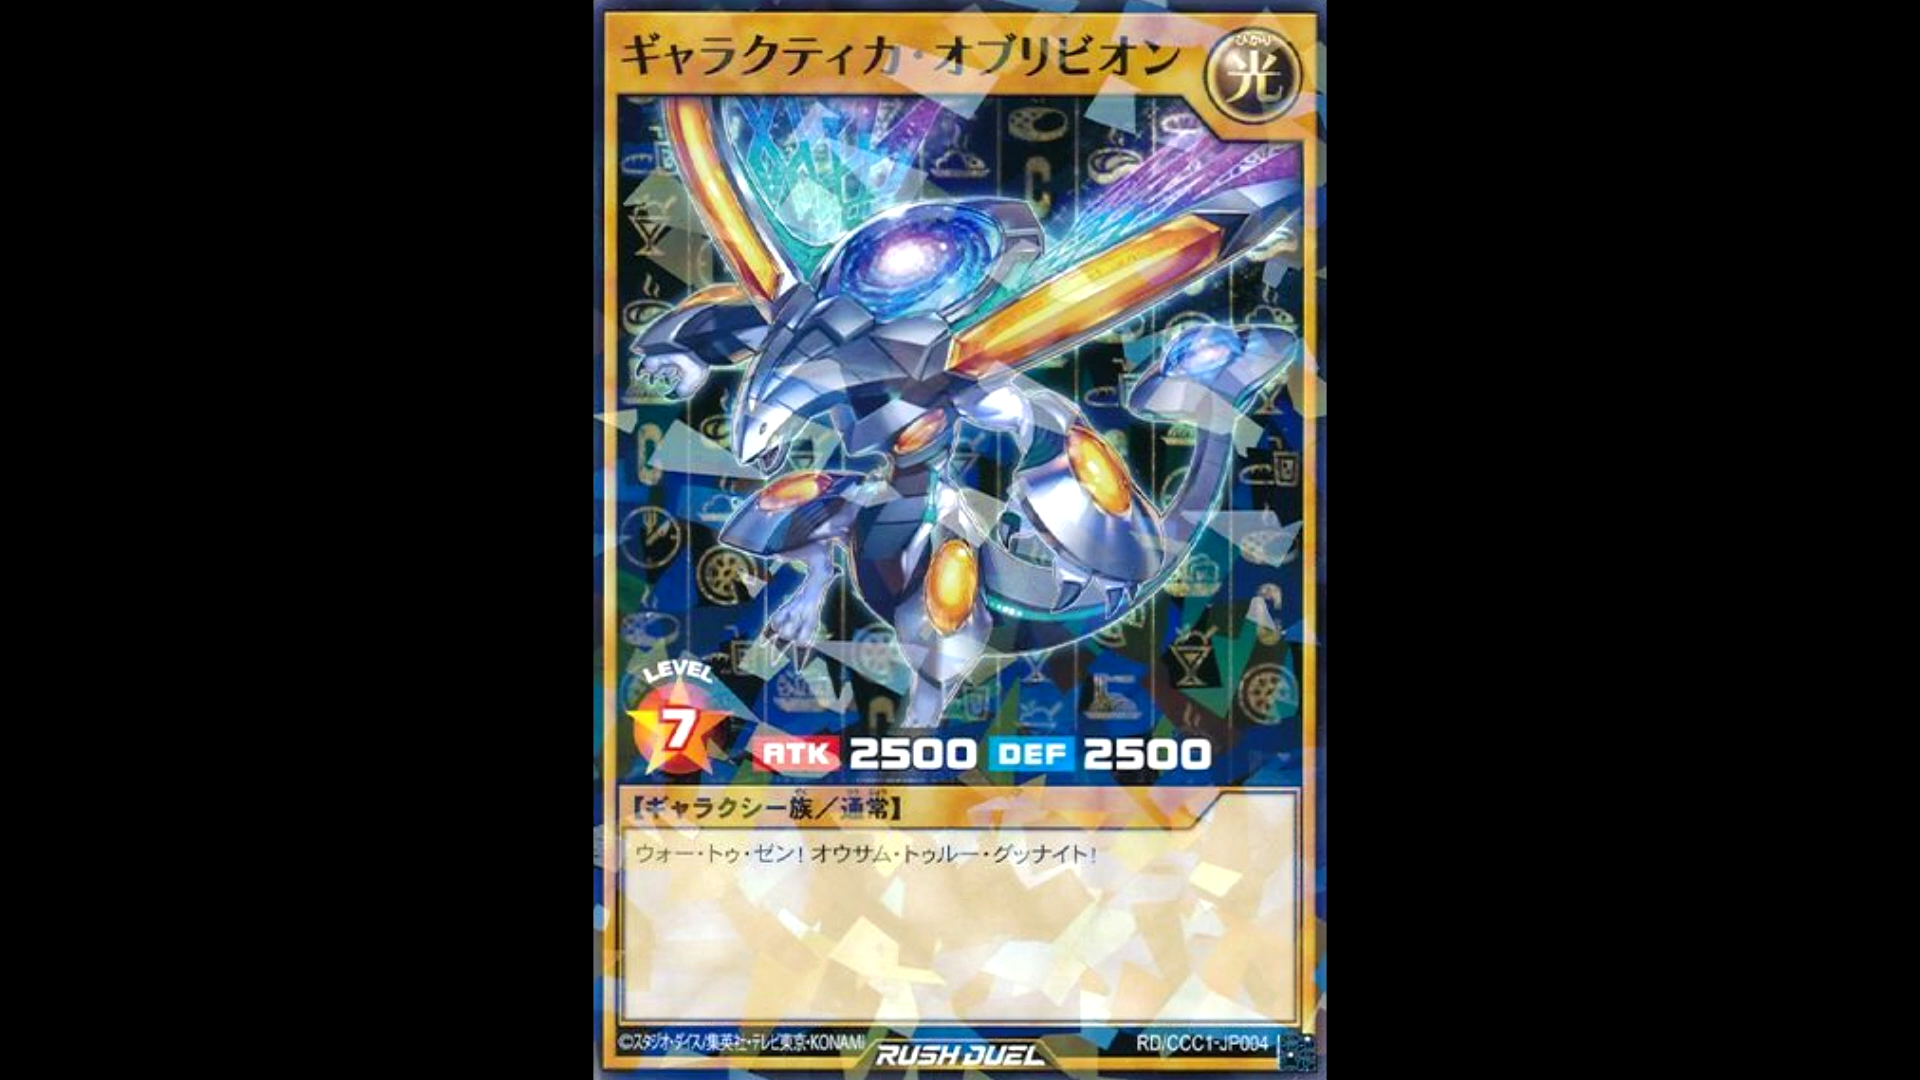 ギャラクティカ・オブリビオン
ひかり
光
LEVEL
7
ATK 2500 DEF 2500
【ギャラクシー族／通常】
ウォー・トゥ・ゼン！オウサム・トゥルー・グッナイト！
©スタジオ・ダイス/集英社・テレビ東京・KONAMI
RUSH DUEL
RD/CCC1-JP004